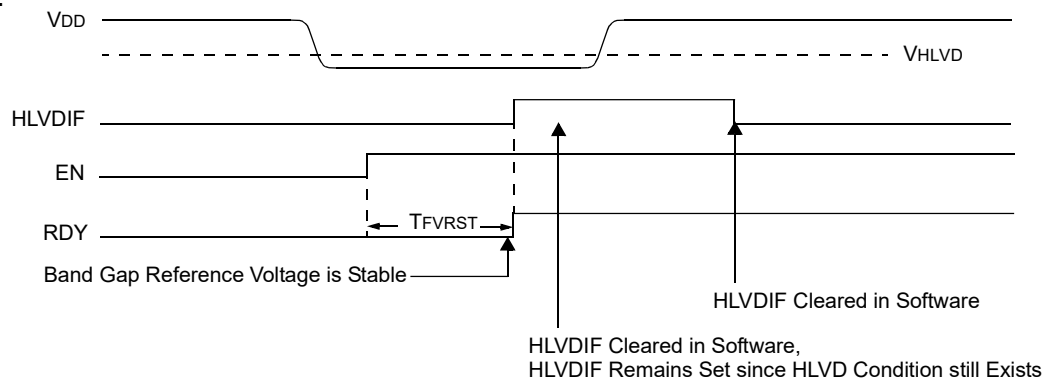 VDD
VHLVD
HLVDIF
EN
TFVRST
RDY
Band Gap Reference Voltage is Stable
HLVDIF Cleared in Software
HLVDIF Cleared in Software,
HLVDIF Remains Set since HLVD Condition still Exists